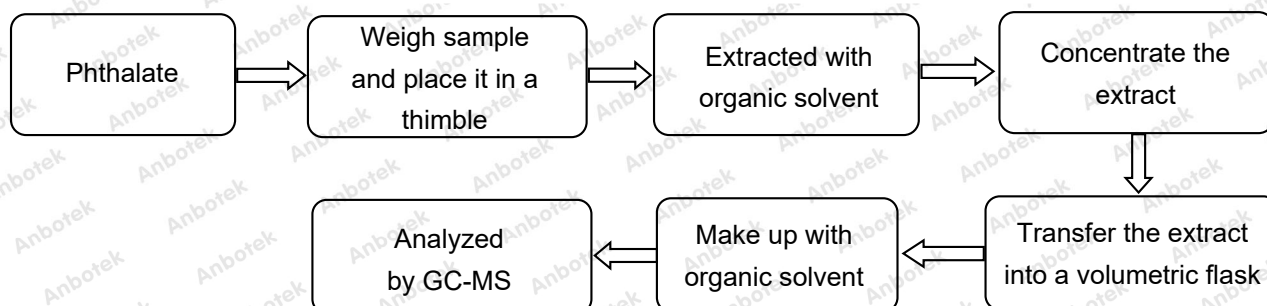 Phthalate
Weigh sample
and place it in a
thimble
Extracted with
organic solvent
Concentrate the
extract
Transfer the extract
into a volumetric flask
Make up with
organic solvent
Analyzed
by GC-MS
Anbotek